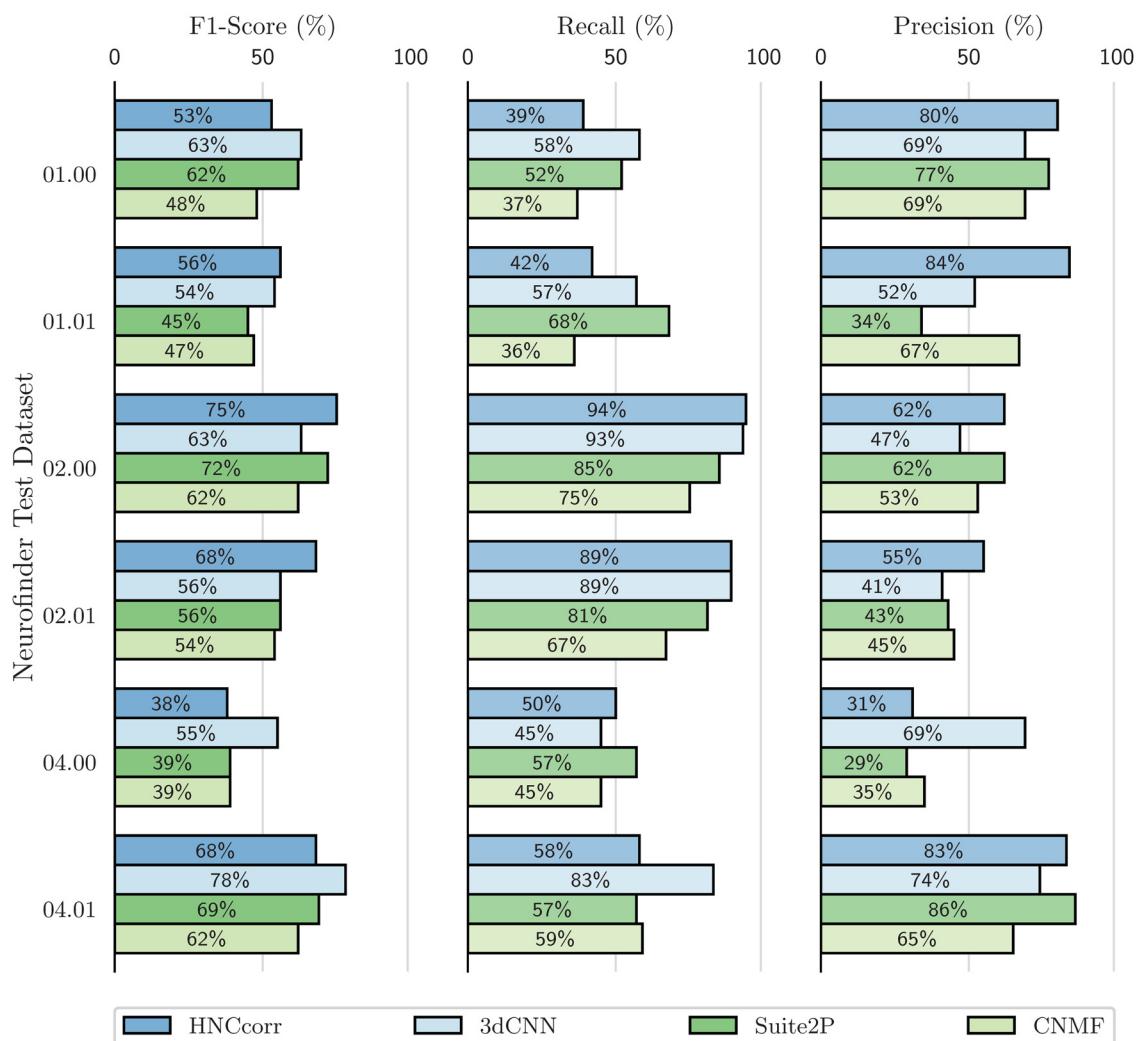 F1-Score (%) Recall (%) Precision (%)
0 50 100 0 50 100 0 50 100
Neurofinder Test Dataset
53% 39% 80%
63% 58% 69%
01.00
62% 52% 77%
48% 37% 69%
56% 42% 84%
54% 57% 52%
01.01
45% 68% 34%
47% 36% 67%
75% 94% 62%
63% 93% 47%
02.00
72% 85% 62%
62% 75% 53%
68% 89% 55%
56% 89% 41%
02.01
56% 81% 43%
54% 67% 45%
38% 50% 31%
55% 45% 69%
04.00
39% 57% 29%
39% 45% 35%
68% 58% 83%
78% 83% 74%
04.01
69% 57% 86%
62% 59% 65%
HNCcorr 3dCNN Suite2P CNMF